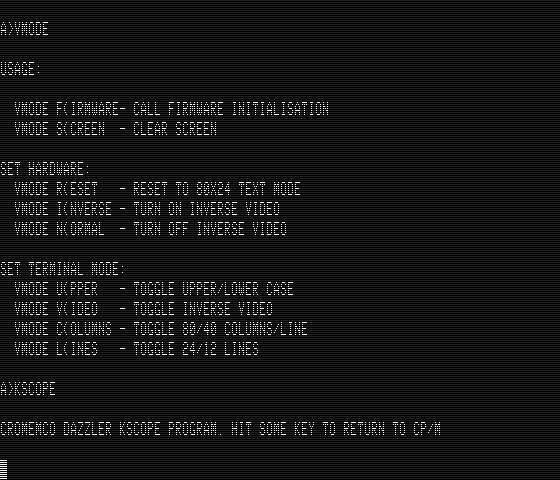 A)VMODE
USAGE:
VMODE F(IRMWARE- CALL FIRMWARE INITIALISATION
VMODE S(CREEN - CLEAR SCREEN
SET HARDWARE:
VMODE R(ESET - RESET TO 80X24 TEXT MODE
VMODE I(NVERSE - TURN ON INVERSE VIDEO
VMODE N(ORMAL - TURN OFF INVERSE VIDEO
SET TERMINAL MODE:
VMODE U(PPER - TOGGLE UPPER/LOWER CASE
VMODE V(IDEO - TOGGLE INVERSE VIDEO
VMODE C(OLUMNS - TOGGLE 80/40 COLUMNS/LINE
VMODE L(INES - TOGGLE 24/12 LINES
A)KSCOPE
CROMEMCO DAZZLER KSCOPE PROGRAM. HIT SOME KEY TO RETURN TO CP/M